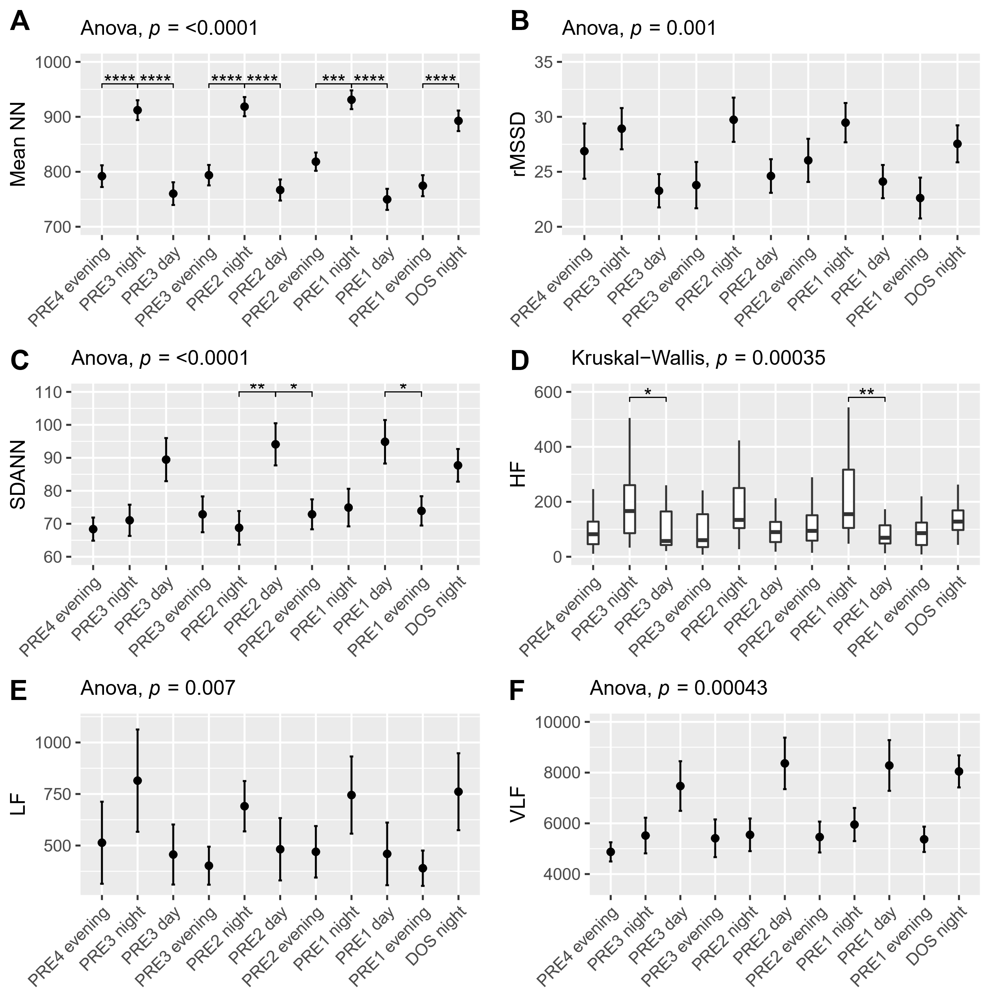 A
Anova, p = <0.0001
Mean NN
1000
900
800
700
**** **** **** **** *** **** ****
PRE4 evening
PRE3 night
PRE3 day
PRE3 evening
PRE2 night
PRE2 day
PRE2 evening
PRE1 night
PRE1 day
PRE1 evening
DOS night
B
Anova, p = 0.001
rMSSD
35
30
25
20
PRE4 evening
PRE3 night
PRE3 day
PRE3 evening
PRE2 night
PRE2 day
PRE2 evening
PRE1 night
PRE1 day
PRE1 evening
DOS night
C
Anova, p = <0.0001
SDANN
110
100
90
80
70
60
** * *
PRE4 evening
PRE3 night
PRE3 day
PRE3 evening
PRE2 night
PRE2 day
PRE2 evening
PRE1 night
PRE1 day
PRE1 evening
DOS night
D
Kruskal−Wallis, p = 0.00035
HF
600
400
200
0
* **
PRE4 evening
PRE3 night
PRE3 day
PRE3 evening
PRE2 night
PRE2 day
PRE2 evening
PRE1 night
PRE1 day
PRE1 evening
DOS night
E
Anova, p = 0.007
LF
1000
750
500
PRE4 evening
PRE3 night
PRE3 day
PRE3 evening
PRE2 night
PRE2 day
PRE2 evening
PRE1 night
PRE1 day
PRE1 evening
DOS night
F
Anova, p = 0.00043
VLF
10000
8000
6000
4000
PRE4 evening
PRE3 night
PRE3 day
PRE3 evening
PRE2 night
PRE2 day
PRE2 evening
PRE1 night
PRE1 day
PRE1 evening
DOS night